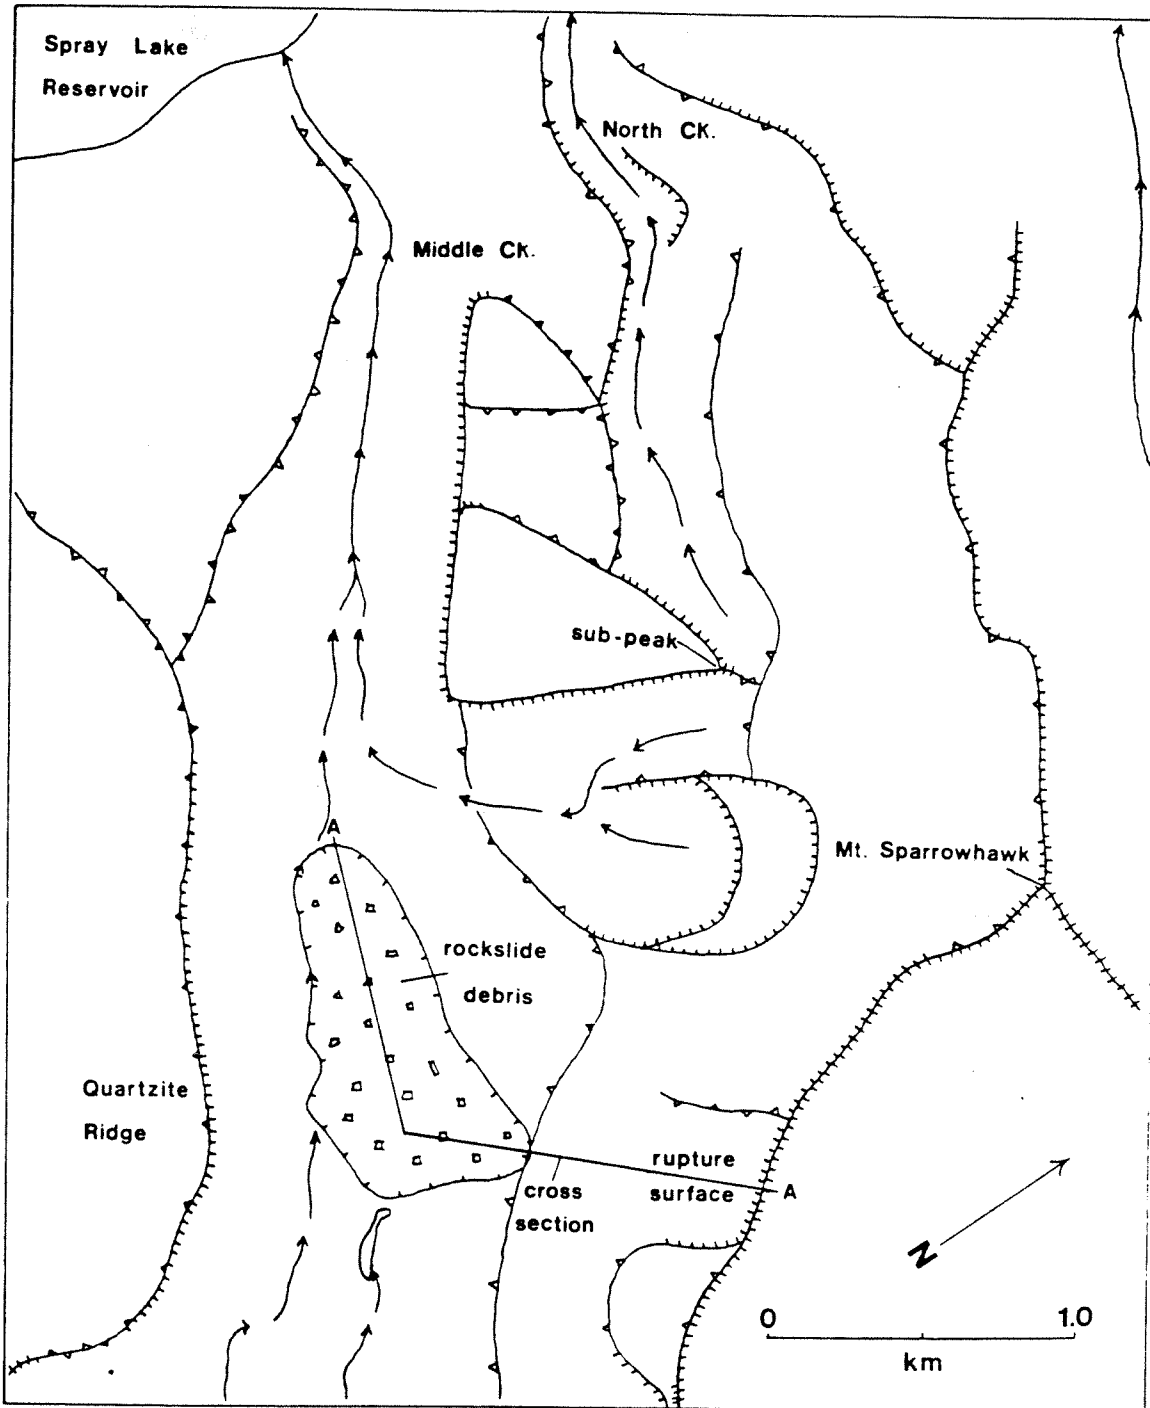 Spray Lake
Reservoir
North CK.
Middle CK.
sub-peak
Mt. Sparrowhawk
A
rockslide
debris
Quartzite
Ridge
rupture
surface
A
cross
section
N
0 1.0
km